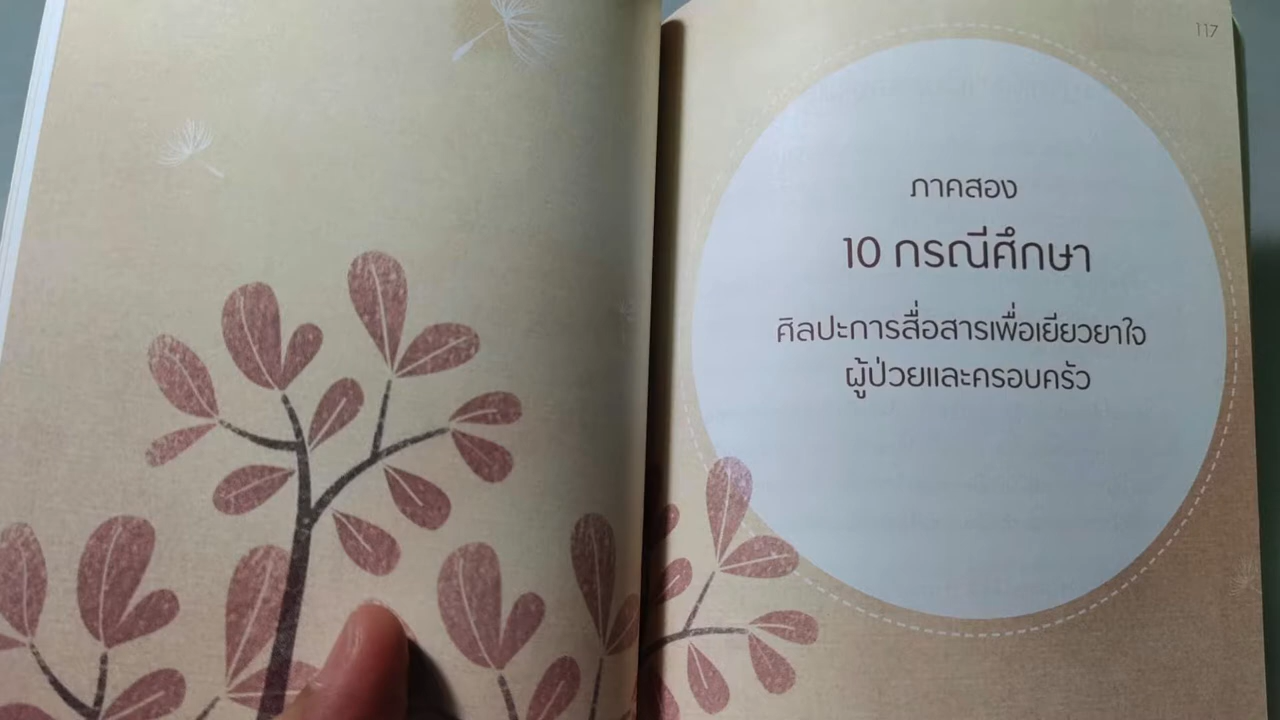 117
ภาคสอง
10 กรณีศึกษา
ศิลปะการสื่อสารเพื่อเยียวยาใจ
ผู้ป่วยและครอบครัว